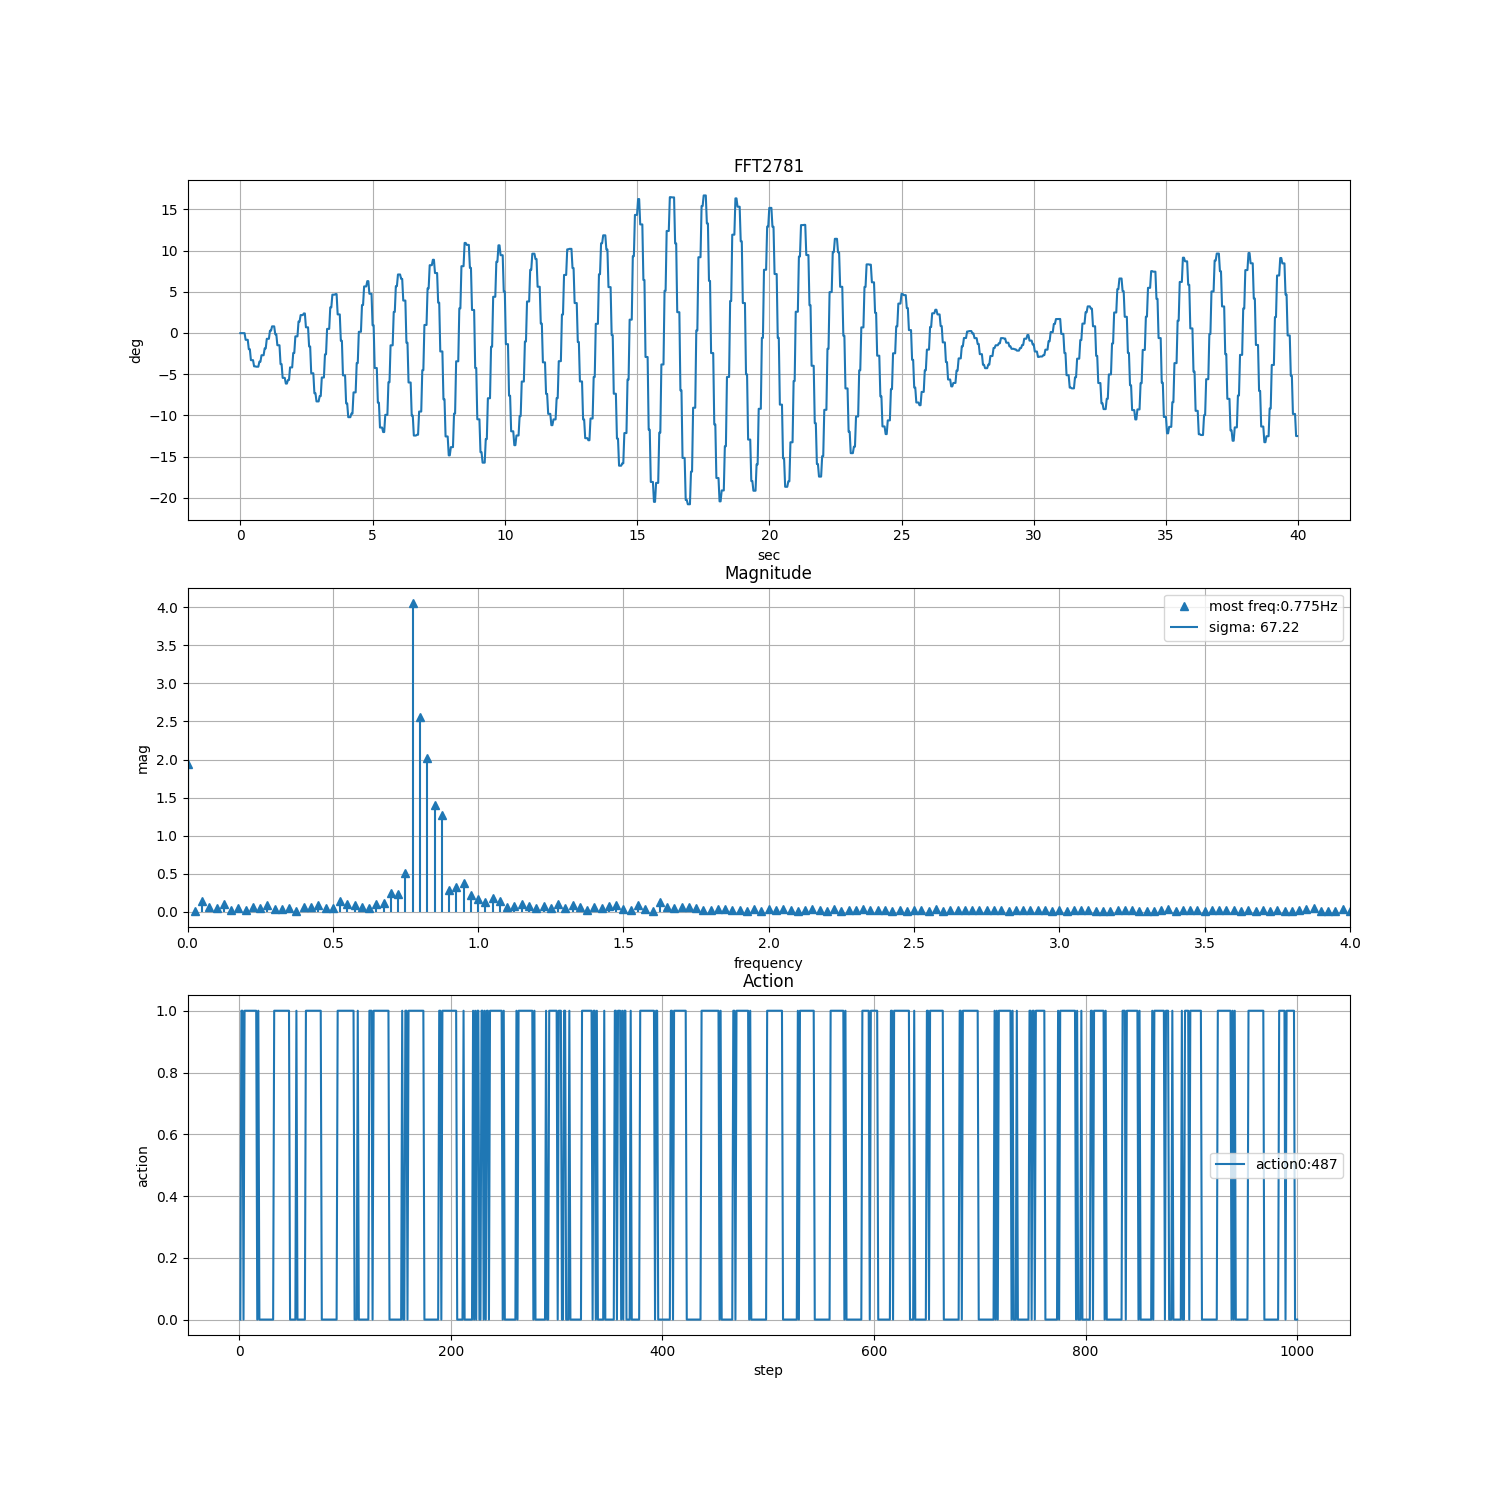 FFT2781
15
10
5
0
−5
−10
−15
−20
deg
0 5 10 15 20 25 30 35 40
sec
Magnitude
most freq:0.775Hz
sigma: 67.22
4.0
3.5
3.0
2.5
2.0
1.5
1.0
0.5
0.0
mag
0.0 0.5 1.0 1.5 2.0 2.5 3.0 3.5 4.0
frequency
Action
1.0
0.8
0.6
0.4
0.2
0.0
action
action0:487
0 200 400 600 800 1000
step